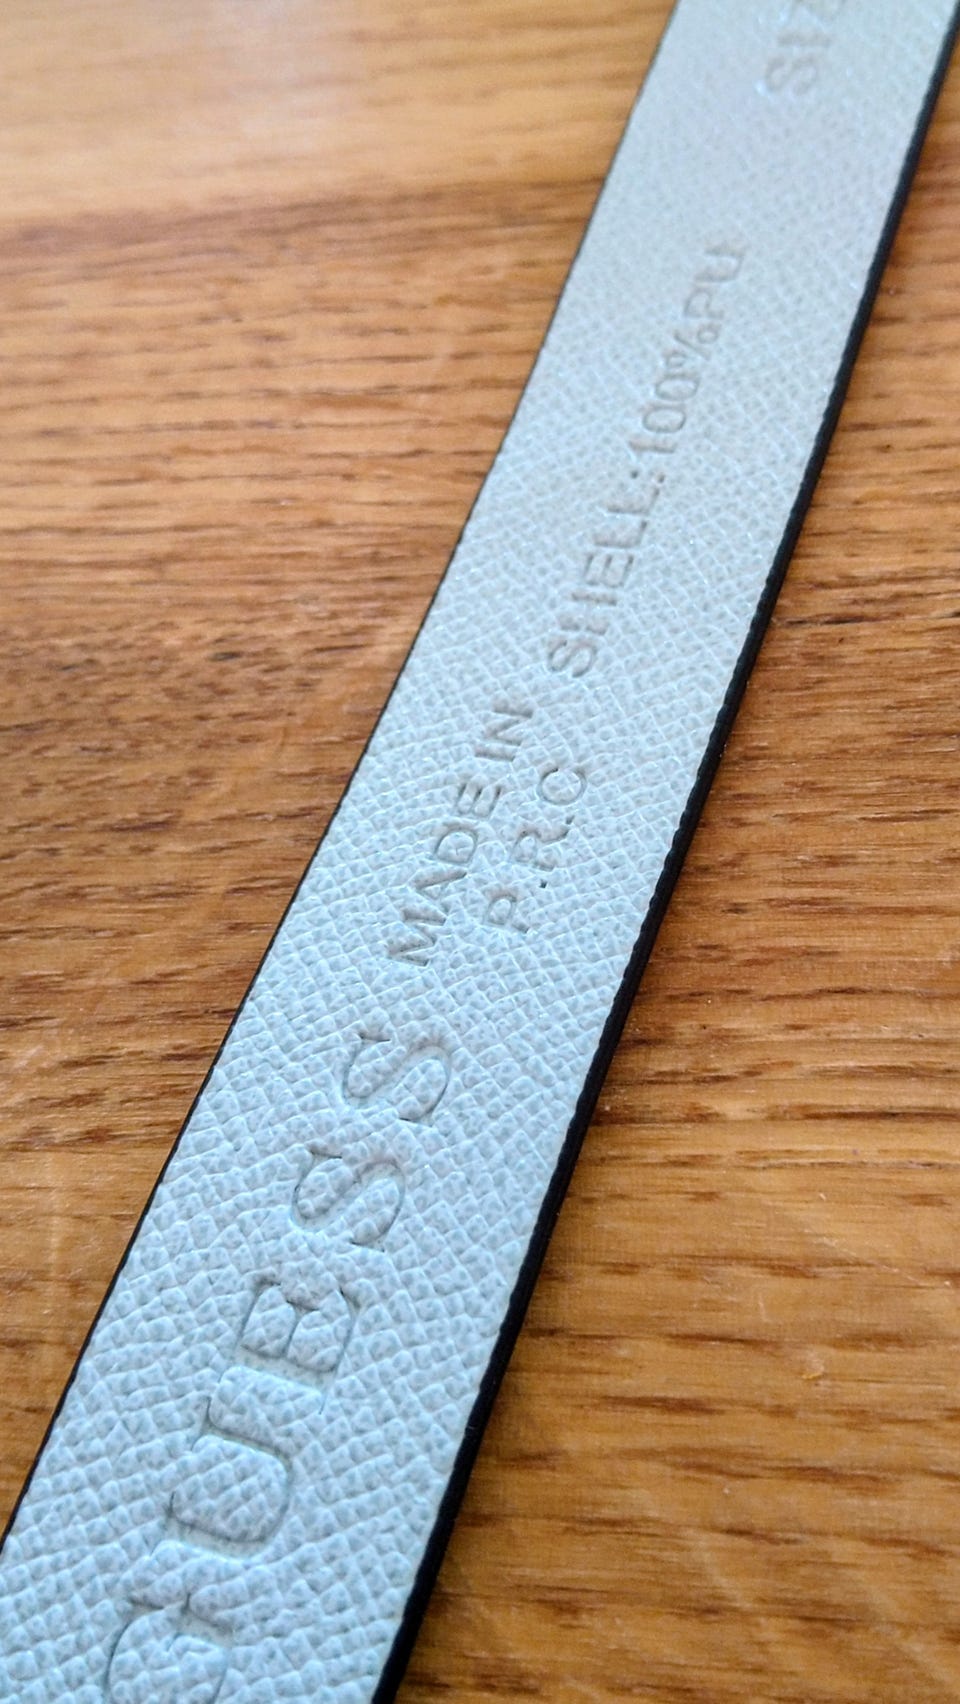 GUESS
MADE IN
P.R.C
SHELL:100%PU